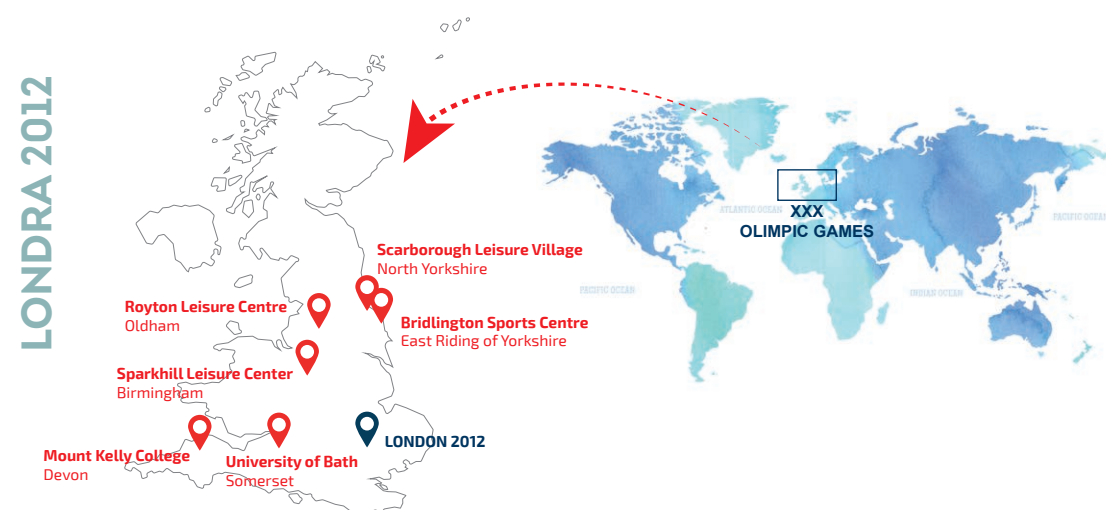 LONDRA 2012
Scarborough Leisure Village
North Yorkshire
Royton Leisure Centre
Oldham
Bridlington Sports Centre
East Riding of Yorkshire
Sparkhill Leisure Center
Birmingham
LONDON 2012
Mount Kelly College
Devon
University of Bath
Somerset
ATLANTIC OCEAN
XXX
OLIMPIC GAMES
PACIFIC OCEAN
PACIFIC OCEAN
INDIAN OCEAN